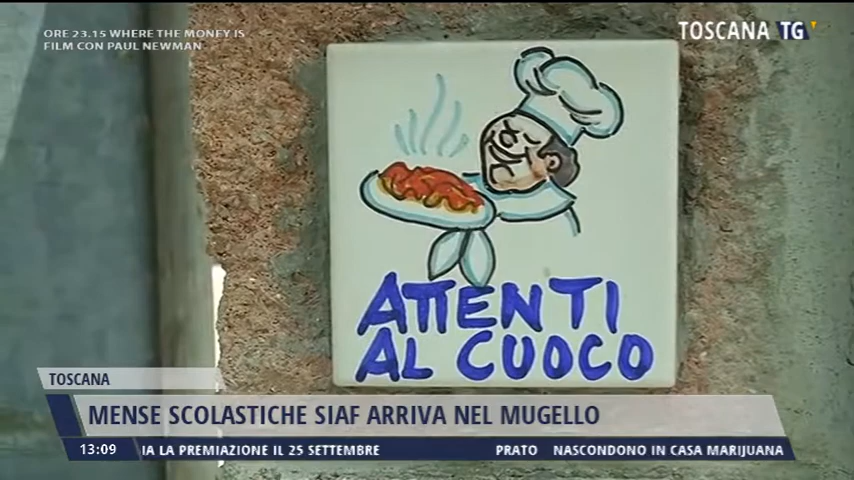 ORE 23.15 WHERE THE MONEY IS
FILM CON PAUL NEWMAN
TOSCANA TG
ATTENTI
AL CUOCO
TOSCANA
MENSE SCOLASTICHE SIAF ARRIVA NEL MUGELLO
13:09 IA LA PREMIAZIONE IL 25 SETTEMBRE PRATO NASCONDONO IN CASA MARIJUANA